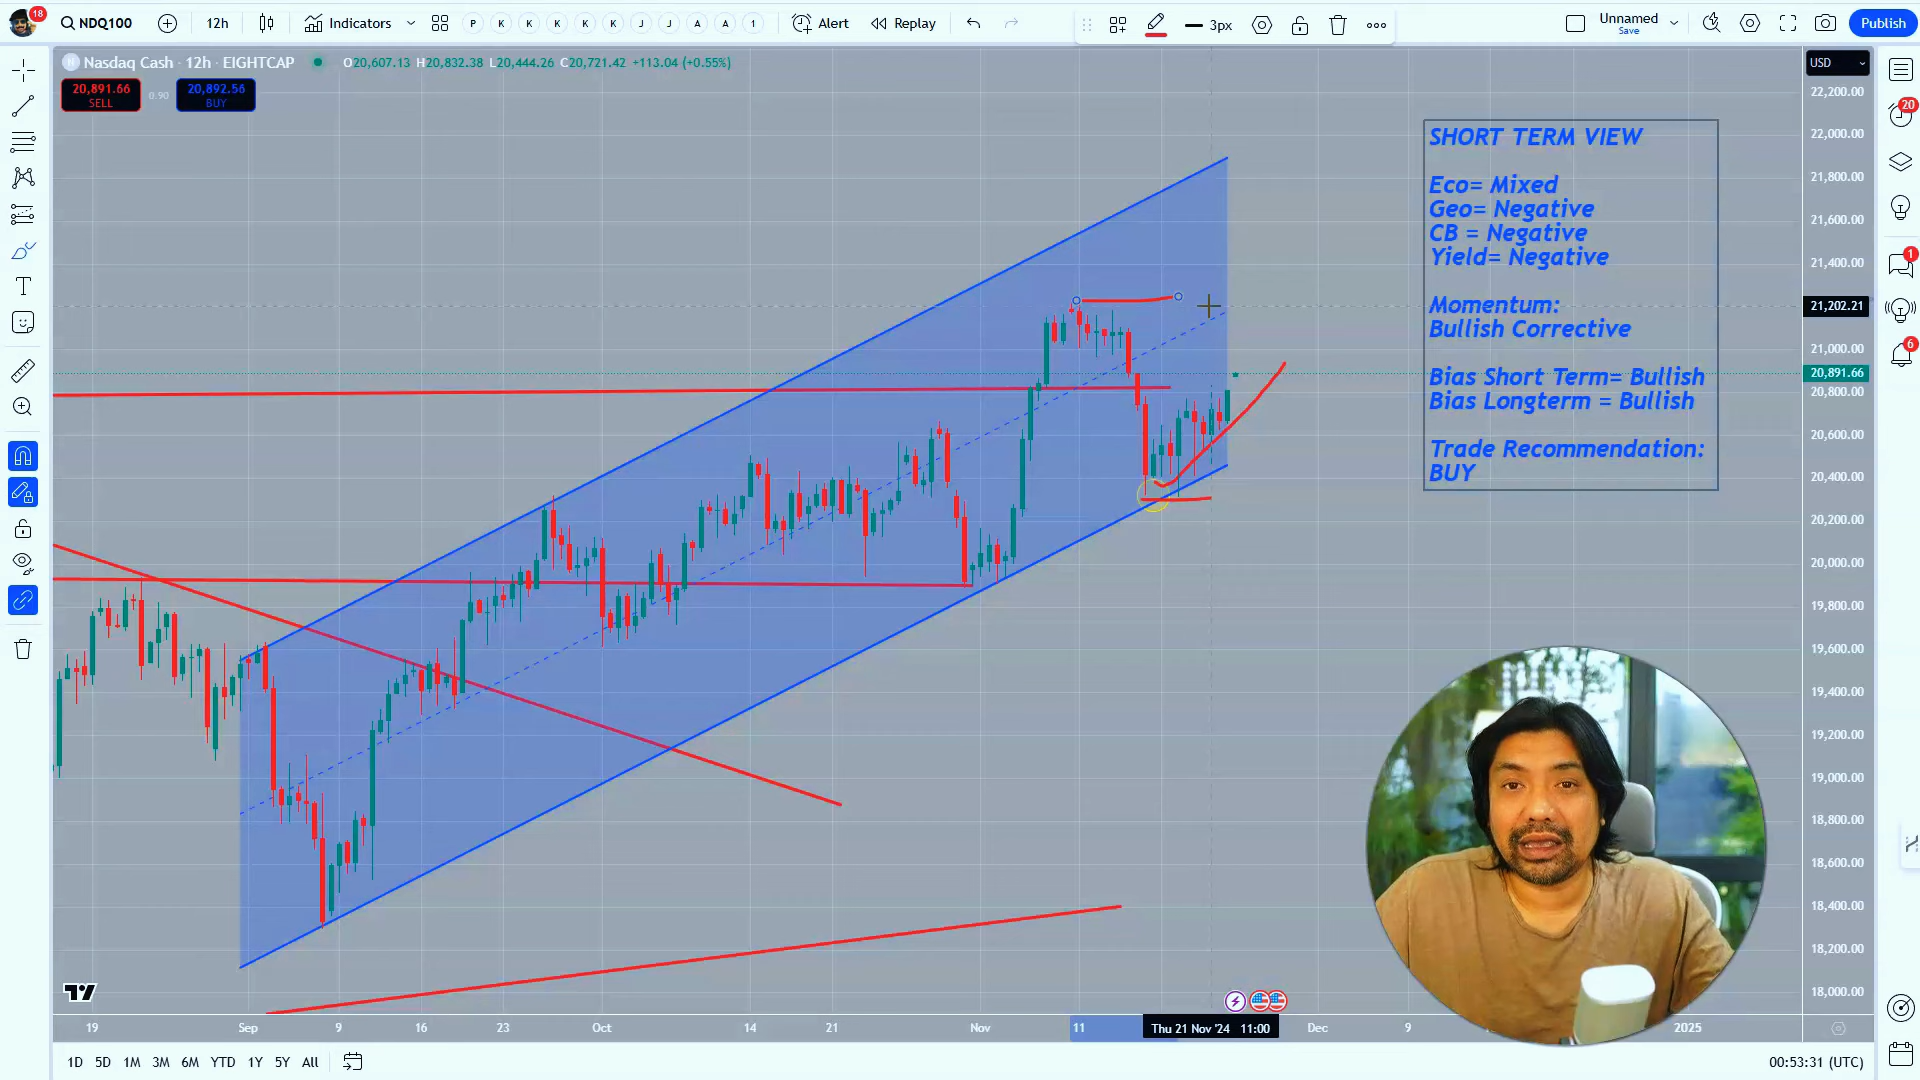 18
NDQ100
12h
Indicators
P K K K K K J J A A 1
Alert
Replay
3px
Unnamed
Save
Publish
Nasdaq Cash · 12h · EIGHTCAP
O20,607.13 H20,832.38 L20,444.26 C20,721.42 +113.04 (+0.55%)
20,891.66
SELL
0.90
20,892.56
BUY
USD
22,200.00
22,000.00
21,800.00
21,600.00
21,400.00
21,202.21
21,000.00
20,891.66
20,800.00
20,600.00
20,400.00
20,200.00
20,000.00
19,800.00
19,600.00
19,400.00
19,200.00
19,000.00
18,800.00
18,600.00
18,400.00
18,200.00
18,000.00
SHORT TERM VIEW
Eco= Mixed
Geo= Negative
CB = Negative
Yield= Negative
Momentum:
Bullish Corrective
Bias Short Term= Bullish
Bias Longterm = Bullish
Trade Recommendation:
BUY
20
1
6
19 Sep 9 16 23 Oct 14 21 Nov 11 Thu 21 Nov '24 11:00 Dec 9 2025
1D 5D 1M 3M 6M YTD 1Y 5Y All
00:53:31 (UTC)